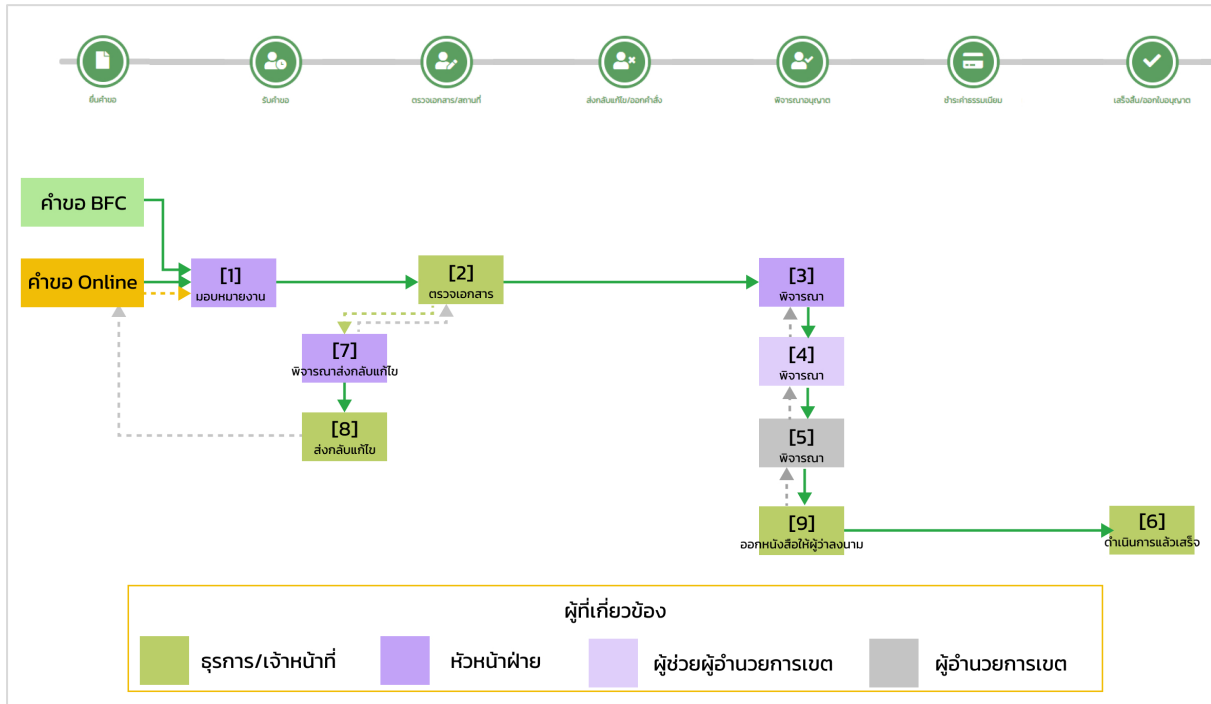 ยื่นคำขอ
รับคำขอ
ตรวจเอกสาร/สถานที่
ส่งกลับแก้ไข/ออกคำสั่ง
พิจารณาอนุญาต
ชำระค่าธรรมเนียม
เสร็จสิ้น/ออกใบอนุญาต
คำขอ BFC
คำขอ Online
[1]
มอบหมายงาน
[2]
ตรวจเอกสาร
[3]
พิจารณา
[7]
พิจารณาส่งกลับแก้ไข
[4]
พิจารณา
[8]
ส่งกลับแก้ไข
[5]
พิจารณา
[9]
ออกหนังสือให้ผู้ว่าลงนาม
[6]
ดำเนินการแล้วเสร็จ
ผู้ที่เกี่ยวข้อง
ธุรการ/เจ้าหน้าที่
หัวหน้าฝ่าย
ผู้ช่วยผู้อำนวยการเขต
ผู้อำนวยการเขต